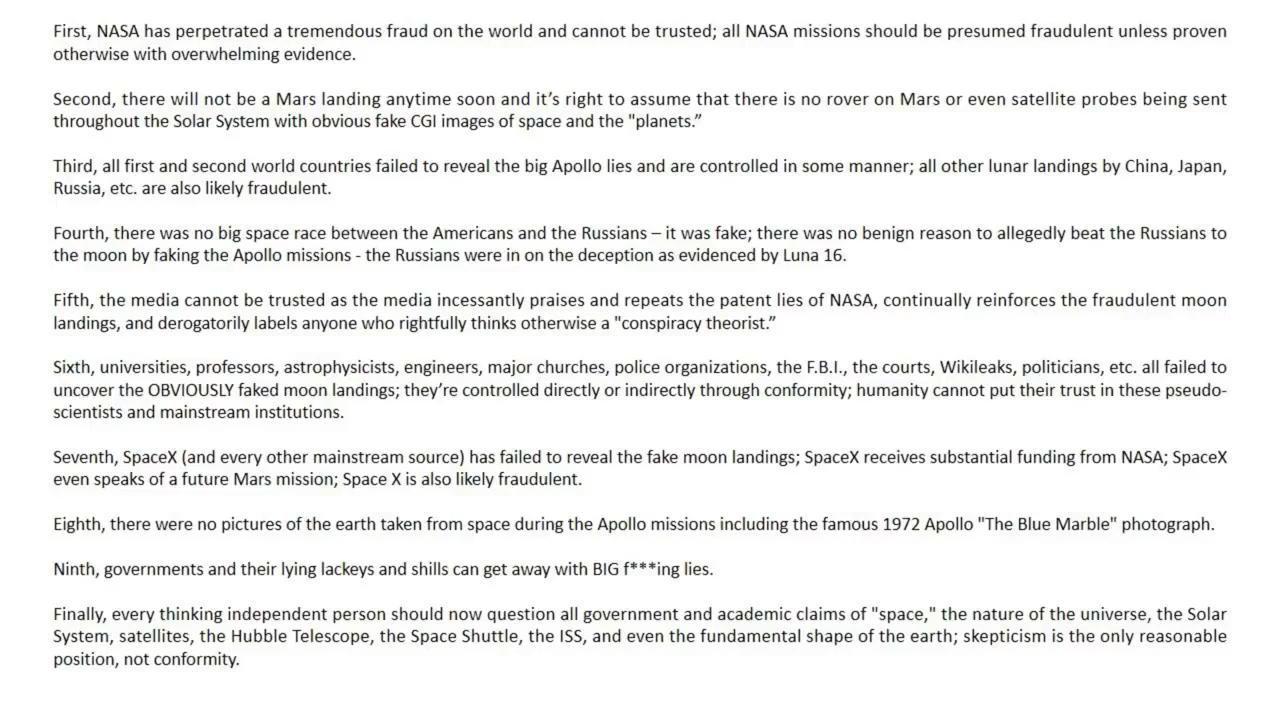 First, NASA has perpetrated a tremendous fraud on the world and cannot be trusted; all NASA missions should be presumed fraudulent unless proven
otherwise with overwhelming evidence.
Second, there will not be a Mars landing anytime soon and it’s right to assume that there is no rover on Mars or even satellite probes being sent
throughout the Solar System with obvious fake CGI images of space and the "planets.”
Third, all first and second world countries failed to reveal the big Apollo lies and are controlled in some manner; all other lunar landings by China, Japan,
Russia, etc. are also likely fraudulent.
Fourth, there was no big space race between the Americans and the Russians – it was fake; there was no benign reason to allegedly beat the Russians to
the moon by faking the Apollo missions - the Russians were in on the deception as evidenced by Luna 16.
Fifth, the media cannot be trusted as the media incessantly praises and repeats the patent lies of NASA, continually reinforces the fraudulent moon
landings, and derogatorily labels anyone who rightfully thinks otherwise a "conspiracy theorist.”
Sixth, universities, professors, astrophysicists, engineers, major churches, police organizations, the F.B.I., the courts, Wikileaks, politicians, etc. all failed to
uncover the OBVIOUSLY faked moon landings; they’re controlled directly or indirectly through conformity; humanity cannot put their trust in these pseudo-
scientists and mainstream institutions.
Seventh, SpaceX (and every other mainstream source) has failed to reveal the fake moon landings; SpaceX receives substantial funding from NASA; SpaceX
even speaks of a future Mars mission; Space X is also likely fraudulent.
Eighth, there were no pictures of the earth taken from space during the Apollo missions including the famous 1972 Apollo "The Blue Marble" photograph.
Ninth, governments and their lying lackeys and shills can get away with BIG f***ing lies.
Finally, every thinking independent person should now question all government and academic claims of "space," the nature of the universe, the Solar
System, satellites, the Hubble Telescope, the Space Shuttle, the ISS, and even the fundamental shape of the earth; skepticism is the only reasonable
position, not conformity.